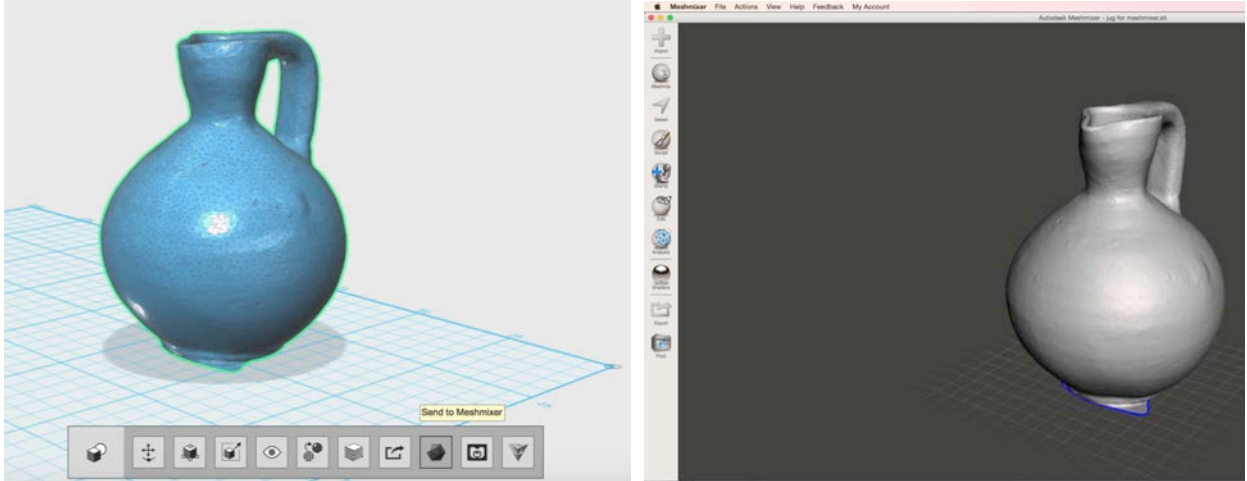 Send to Meshmixer
Meshmixer File Actions View Help Feedback My Account
Autodesk Meshmixer - jug for meshmixer.stl
Import
Meshmix
Select
Sculpt
Stamp
Edit
Analysis
Shaders
Export
Print